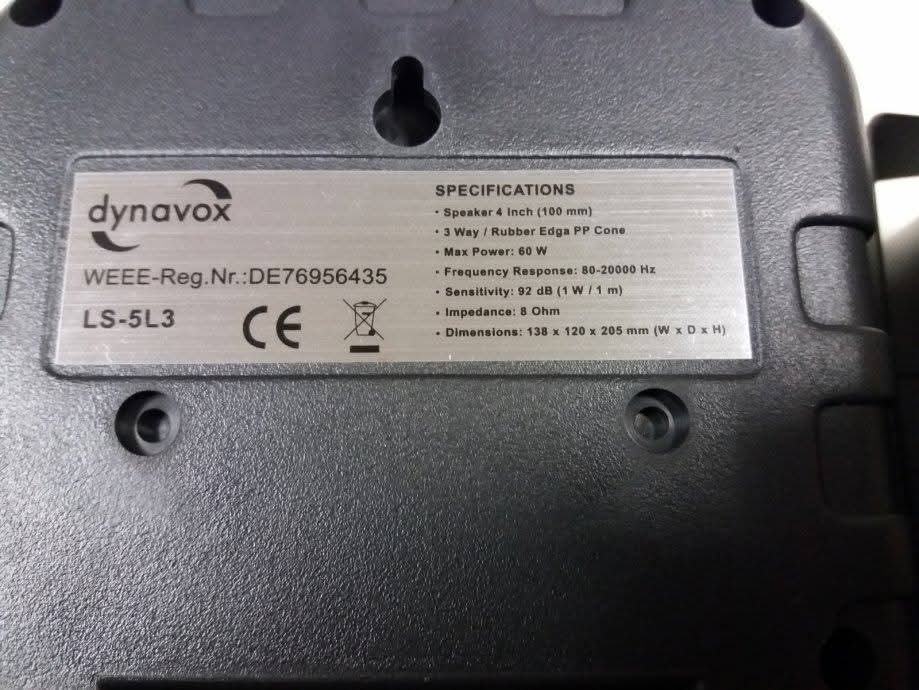 dynavox
WEEE-Reg.Nr.:DE76956435
LS-5L3
CE
SPECIFICATIONS
· Speaker 4 Inch (100 mm)
· 3 Way / Rubber Edga PP Cone
· Max Power: 60 W
· Frequency Response: 80-20000 Hz
· Sensitivity: 92 dB (1 W / 1 m)
· Impedance: 8 Ohm
· Dimensions: 138 x 120 x 205 mm (W x D x H)